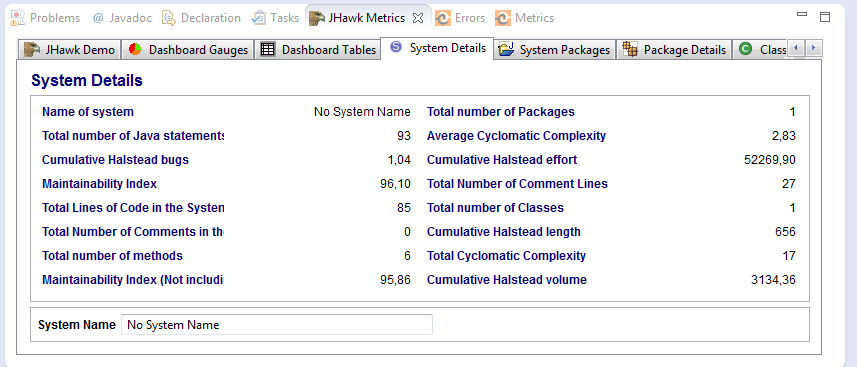 Problems @ Javadoc Declaration Tasks JHawk Metrics Errors Metrics
JHawk Demo Dashboard Gauges Dashboard Tables S System Details System Packages Package Details C Class
System Details
Name of system No System Name Total number of Packages 1
Total number of Java statements 93 Average Cyclomatic Complexity 2,83
Cumulative Halstead bugs 1,04 Cumulative Halstead effort 52269,90
Maintainability Index 96,10 Total Number of Comment Lines 27
Total Lines of Code in the System 85 Total number of Classes 1
Total Number of Comments in th 0 Cumulative Halstead length 656
Total number of methods 6 Total Cyclomatic Complexity 17
Maintainability Index (Not includi 95,86 Cumulative Halstead volume 3134,36
System Name No System Name